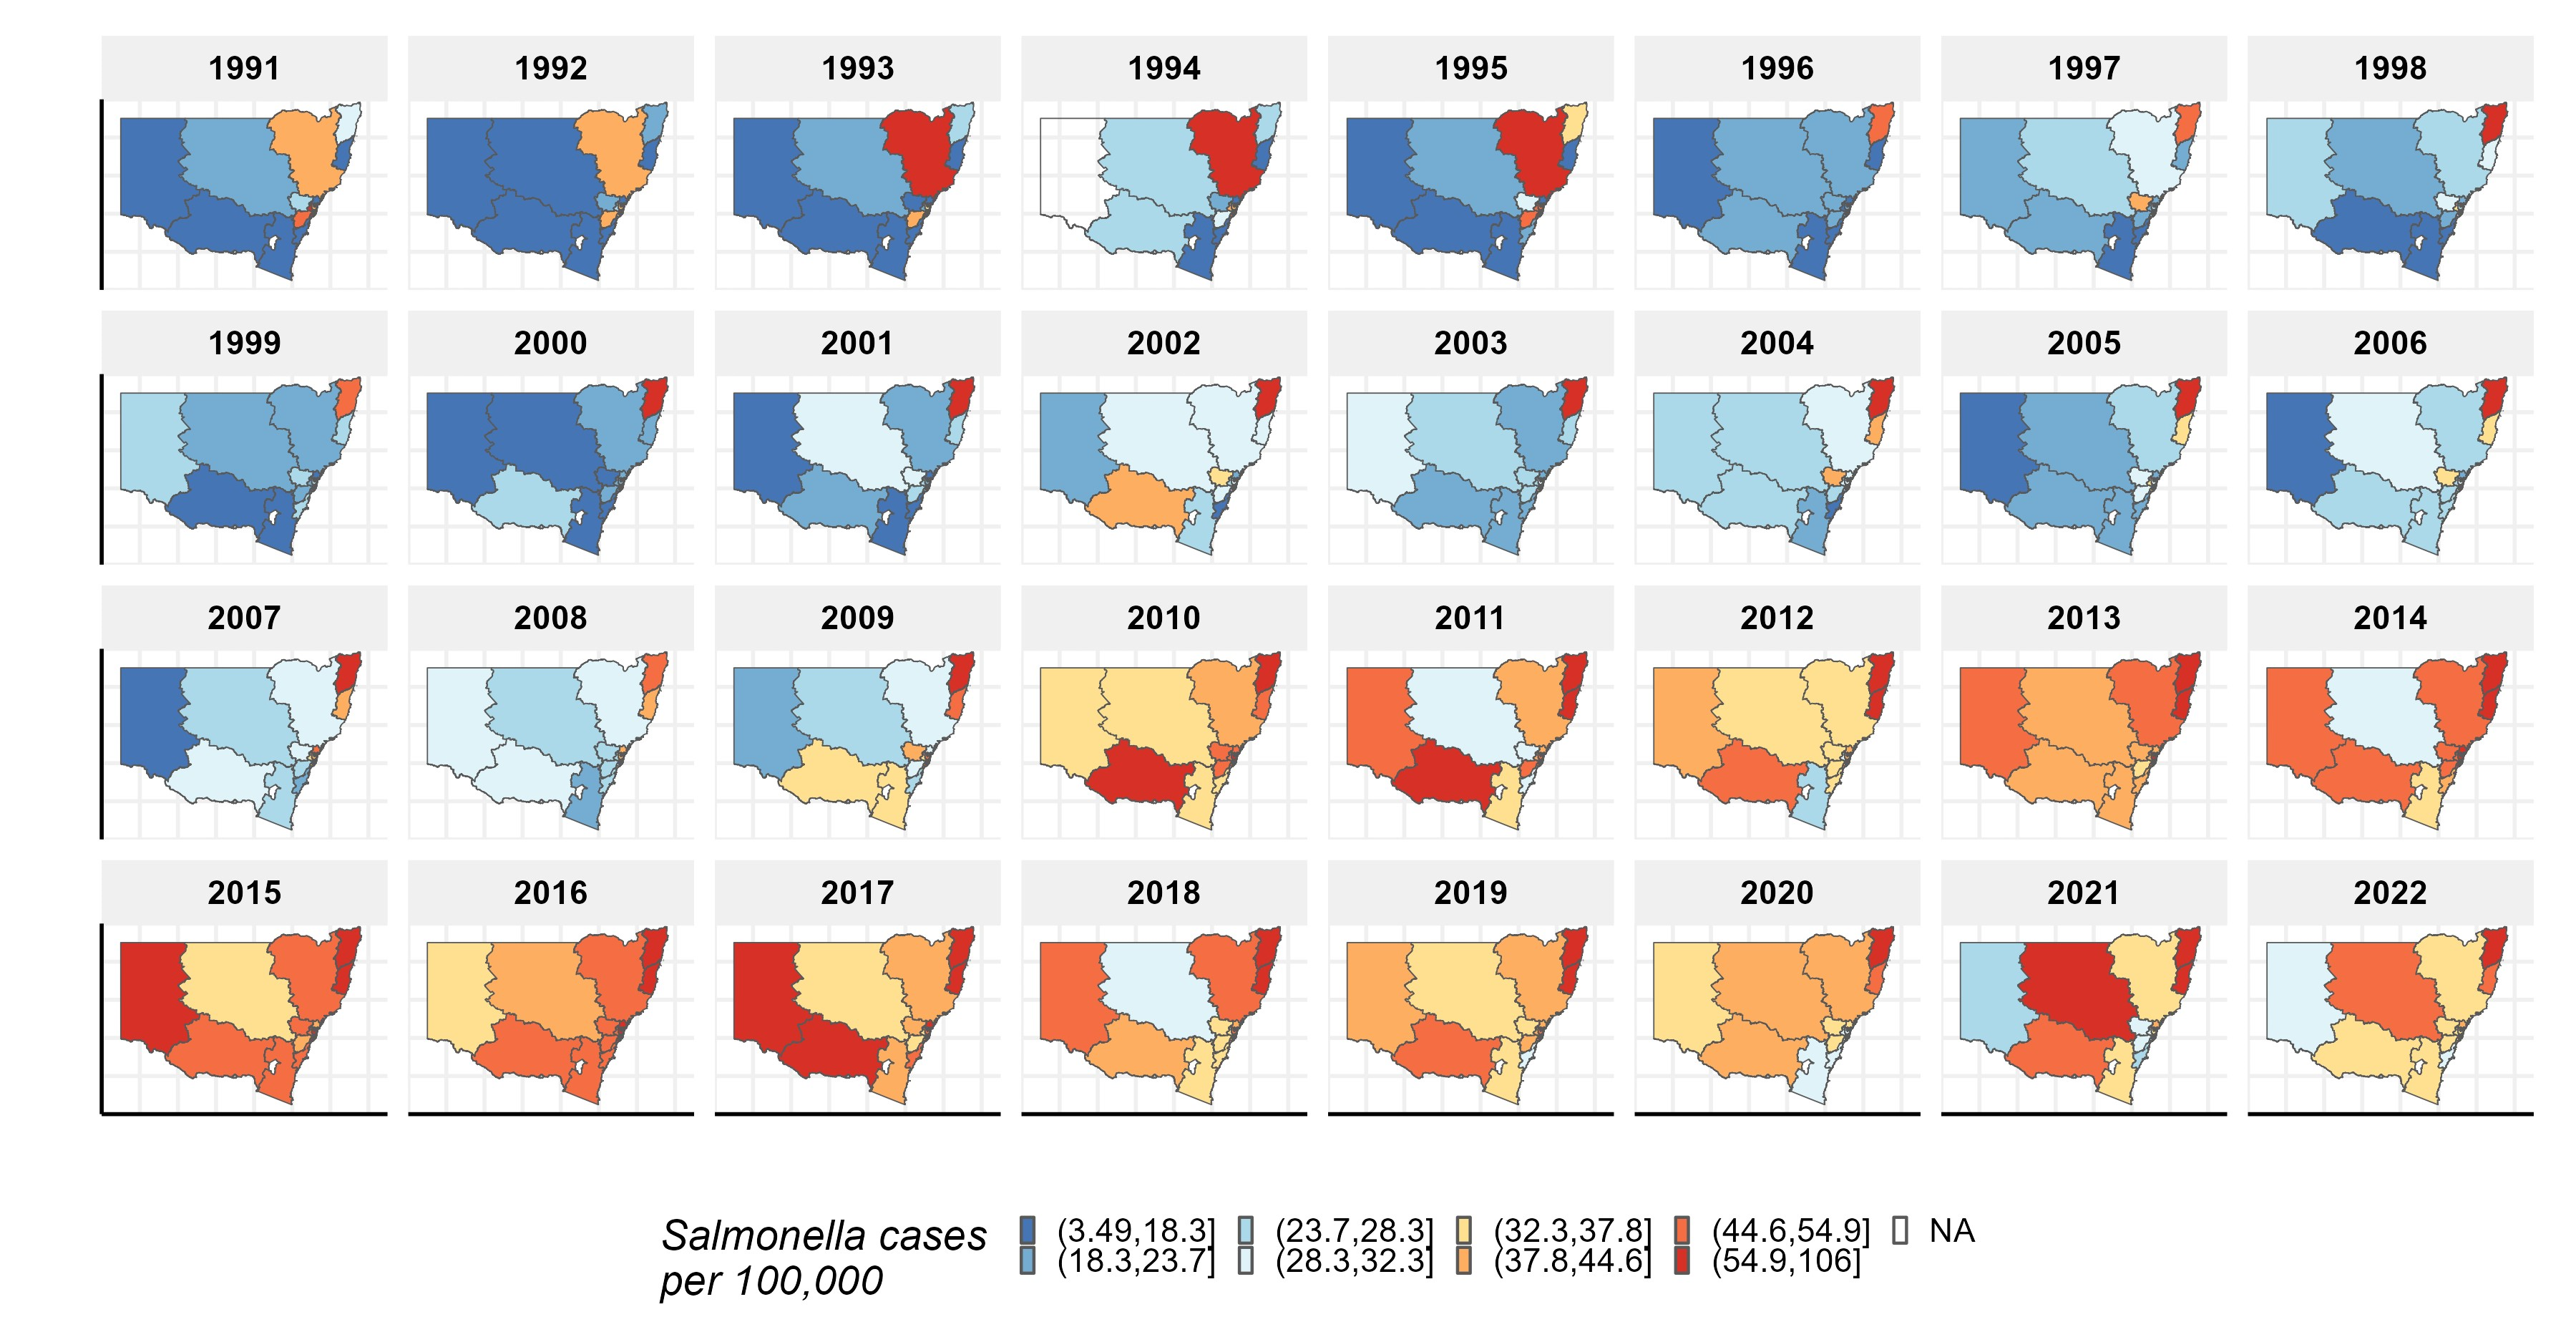 1991 1992 1993 1994 1995 1996 1997 1998
1999 2000 2001 2002 2003 2004 2005 2006
2007 2008 2009 2010 2011 2012 2013 2014
2015 2016 2017 2018 2019 2020 2021 2022
Salmonella cases
per 100,000
(3.49,18.3] (23.7,28.3] (32.3,37.8] (44.6,54.9] NA
(18.3,23.7] (28.3,32.3] (37.8,44.6] (54.9,106]